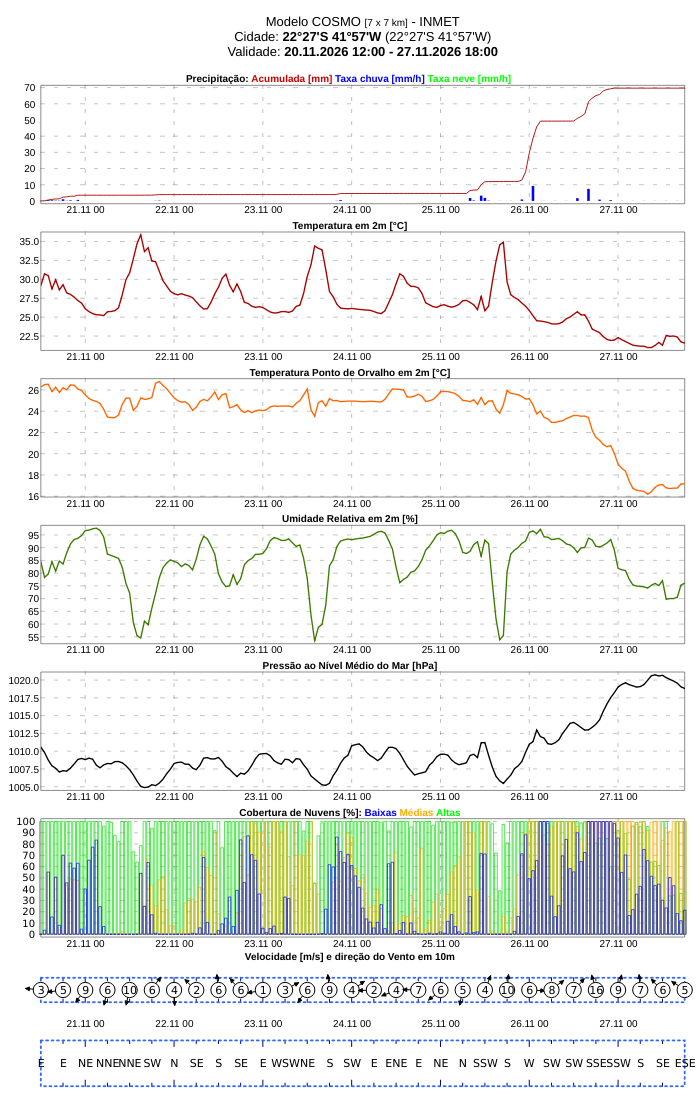 Modelo COSMO [7 x 7 km] - INMET
Cidade: 22°27'S 41°57'W (22°27'S 41°57'W)
Validade: 20.11.2026 12:00 - 27.11.2026 18:00
Precipitação: Acumulada [mm] Taxa chuva [mm/h] Taxa neve [mm/h]
70
60
50
40
30
20
10
0
21.11 00 22.11 00 23.11 00 24.11 00 25.11 00 26.11 00 27.11 00
Temperatura em 2m [°C]
35.0
32.5
30.0
27.5
25.0
22.5
21.11 00 22.11 00 23.11 00 24.11 00 25.11 00 26.11 00 27.11 00
Temperatura Ponto de Orvalho em 2m [°C]
26
24
22
20
18
16
21.11 00 22.11 00 23.11 00 24.11 00 25.11 00 26.11 00 27.11 00
Umidade Relativa em 2m [%]
95
90
85
80
75
70
65
60
55
21.11 00 22.11 00 23.11 00 24.11 00 25.11 00 26.11 00 27.11 00
Pressão ao Nível Médio do Mar [hPa]
1020.0
1017.5
1015.0
1012.5
1010.0
1007.5
1005.0
21.11 00 22.11 00 23.11 00 24.11 00 25.11 00 26.11 00 27.11 00
Cobertura de Nuvens [%]: Baixas Médias Altas
100
90
80
70
60
50
40
30
20
10
0
21.11 00 22.11 00 23.11 00 24.11 00 25.11 00 26.11 00 27.11 00
Velocidade [m/s] e direção do Vento em 10m
3 5 9 6 10 6 4 2 6 6 1 3 6 9 4 2 4 7 6 5 4 10 6 8 7 16 9 7 6 5
21.11 00 22.11 00 23.11 00 24.11 00 25.11 00 26.11 00 27.11 00
E E NE NNE NNE SW N SE S SE E WSW NE S SW E ENE E NE N SSW S W SW SW SSE SSW S SE ESE